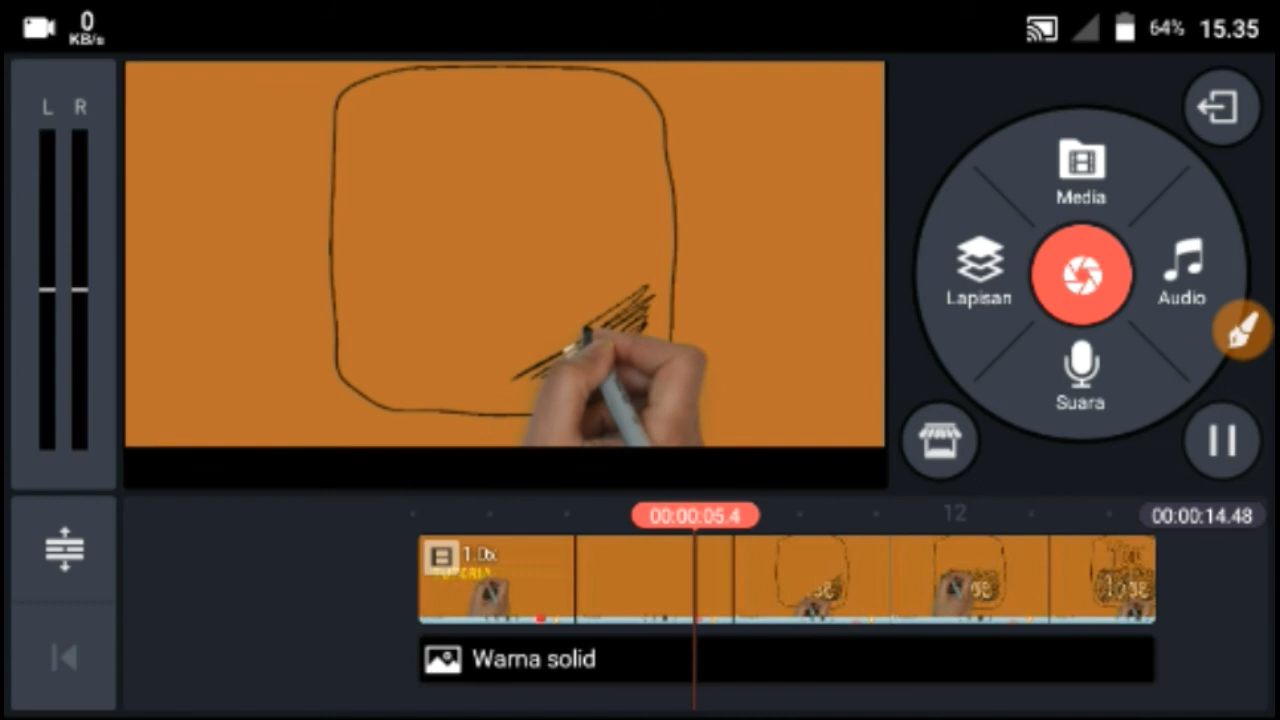 0
KB/s
64% 15.35
L R
Media
Lapisan
Audio
Suara
00:00:05.4
12
00:00:14.48
1.0x
Warna solid